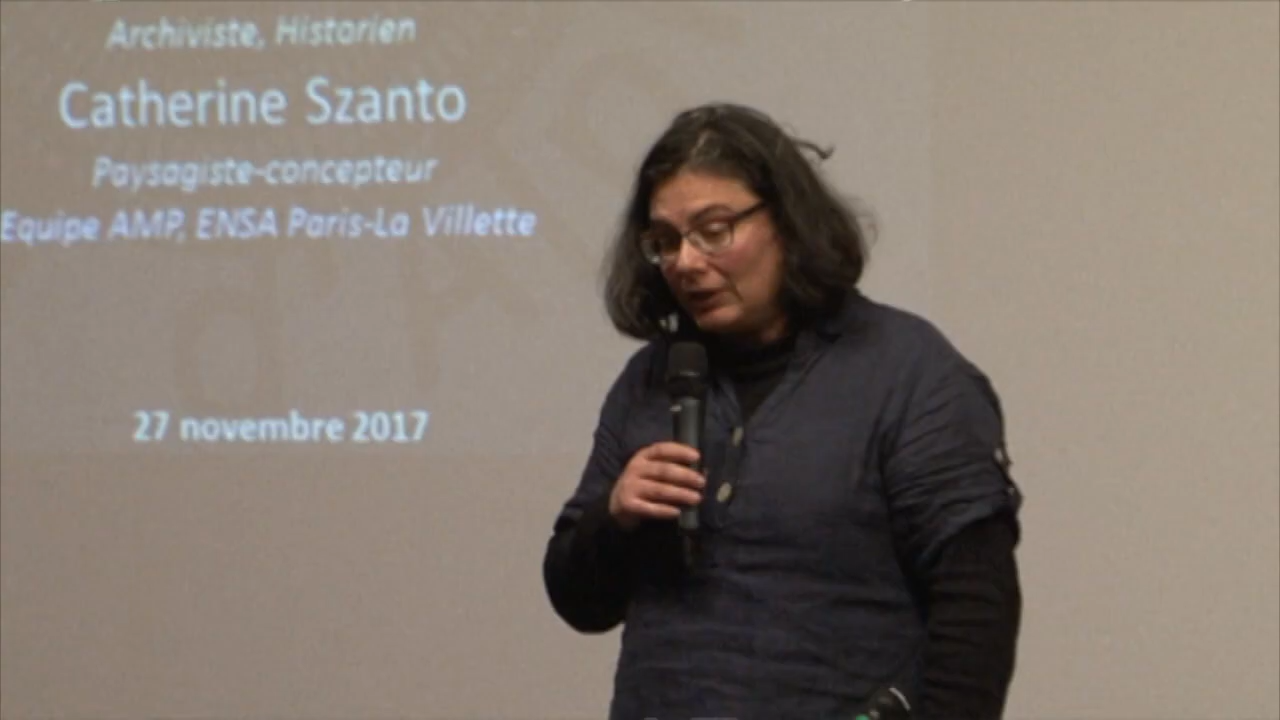 Archiviste, Historien
Catherine Szanto
Paysagiste-concepteur
Equipe AMP, ENSA Paris-La Villette
27 novembre 2017